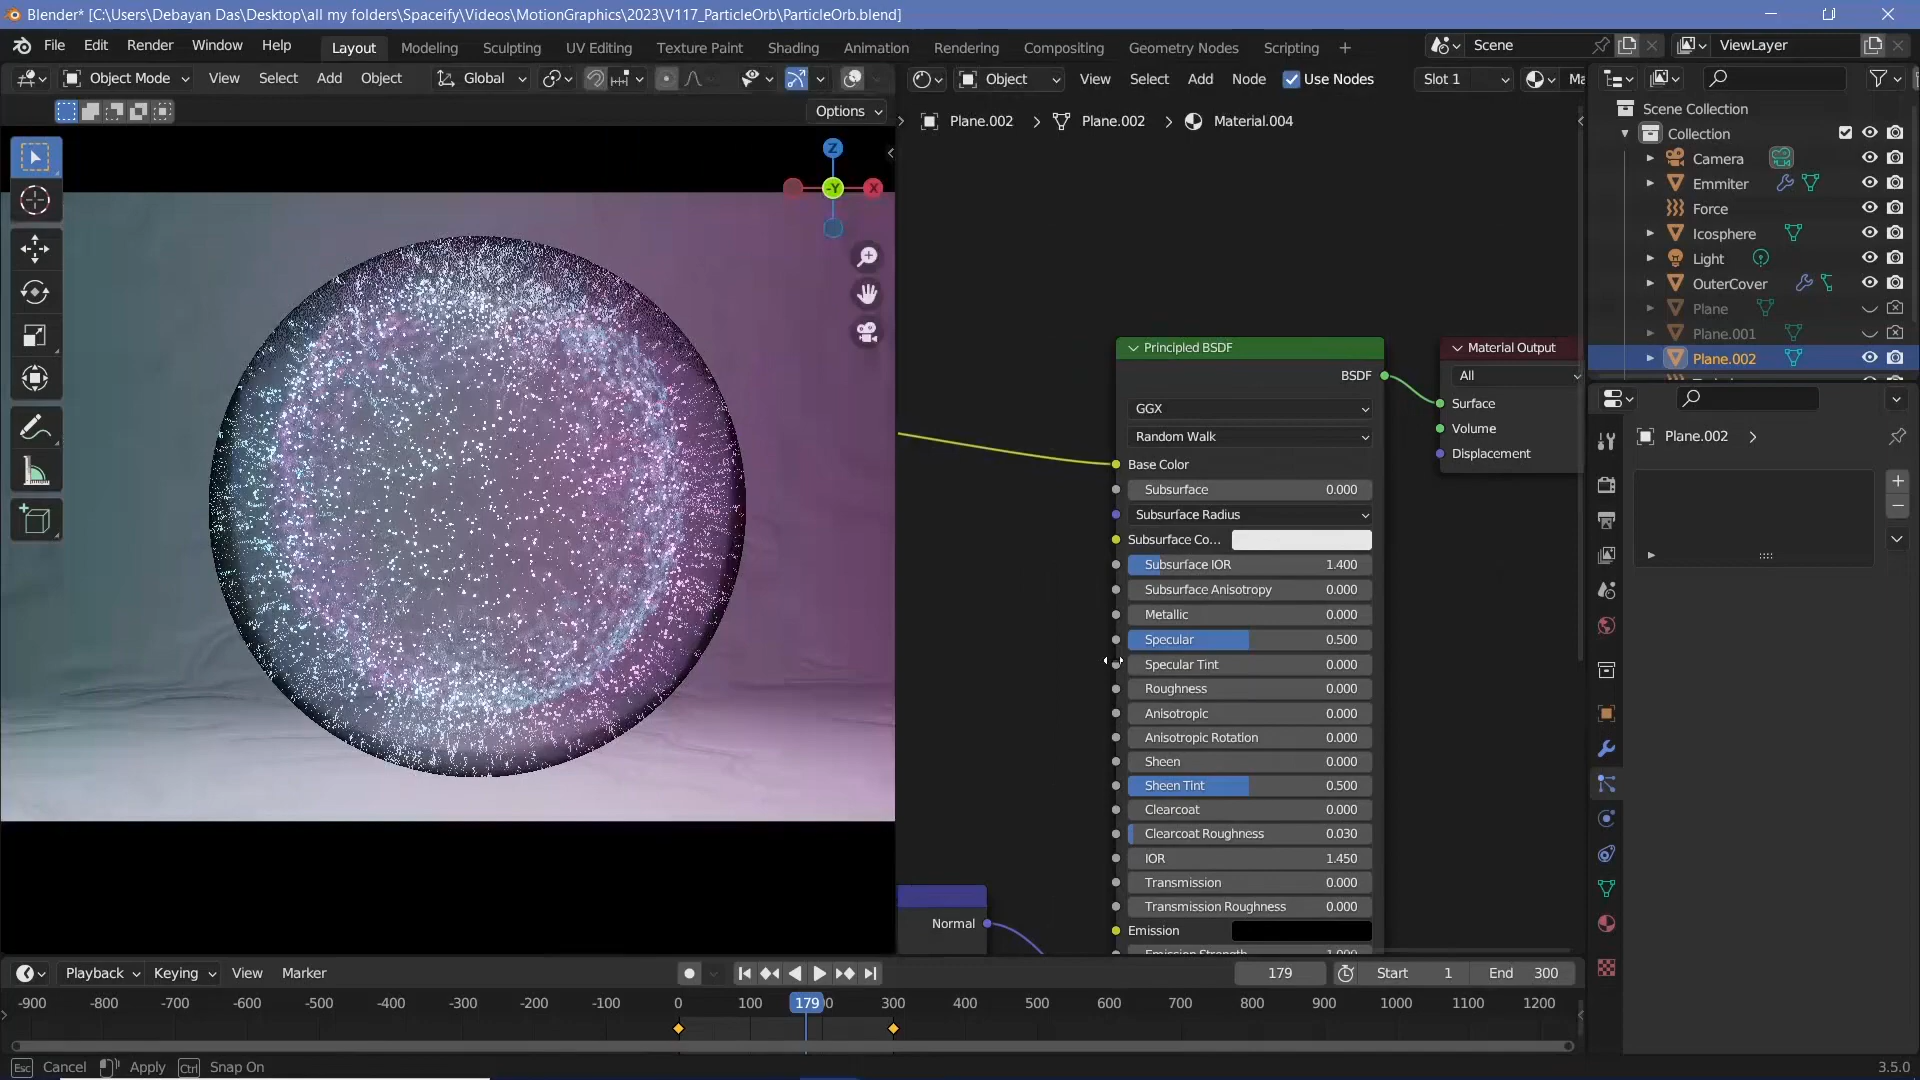 Blender* [C:\Users\Debayan Das\Desktop\all my folders\Spaceify\Videos\MotionGraphics\2023\V117_ParticleOrb\ParticleOrb.blend]
File Edit Render Window Help Layout Modeling Sculpting UV Editing Texture Paint Shading Animation Rendering Compositing Geometry Nodes Scripting + Scene ViewLayer
Object Mode View Select Add Object Global Object View Select Add Node Use Nodes Slot 1 Ma
Options
Plane.002 > Plane.002 > Material.004
Z
-Y
X
Scene Collection
Collection
Camera
Emmiter
Force
Icosphere
Light
OuterCover
Plane
Plane.001
Plane.002
Plane.002
Principled BSDF
BSDF
GGX
Random Walk
Base Color
Subsurface 0.000
Subsurface Radius
Subsurface Co...
Subsurface IOR 1.400
Subsurface Anisotropy 0.000
Metallic 0.000
Specular 0.500
Specular Tint 0.000
Roughness 0.000
Anisotropic 0.000
Anisotropic Rotation 0.000
Sheen 0.000
Sheen Tint 0.500
Clearcoat 0.000
Clearcoat Roughness 0.030
IOR 1.450
Transmission 0.000
Transmission Roughness 0.000
Emission
Material Output
All
Surface
Volume
Displacement
Normal
Playback Keying View Marker 179 Start 1 End 300
-900 -800 -700 -600 -500 -400 -300 -200 -100 0 100 179 300 400 500 600 700 800 900 1000 1100 1200
Esc Cancel Apply Ctrl Snap On 3.5.0